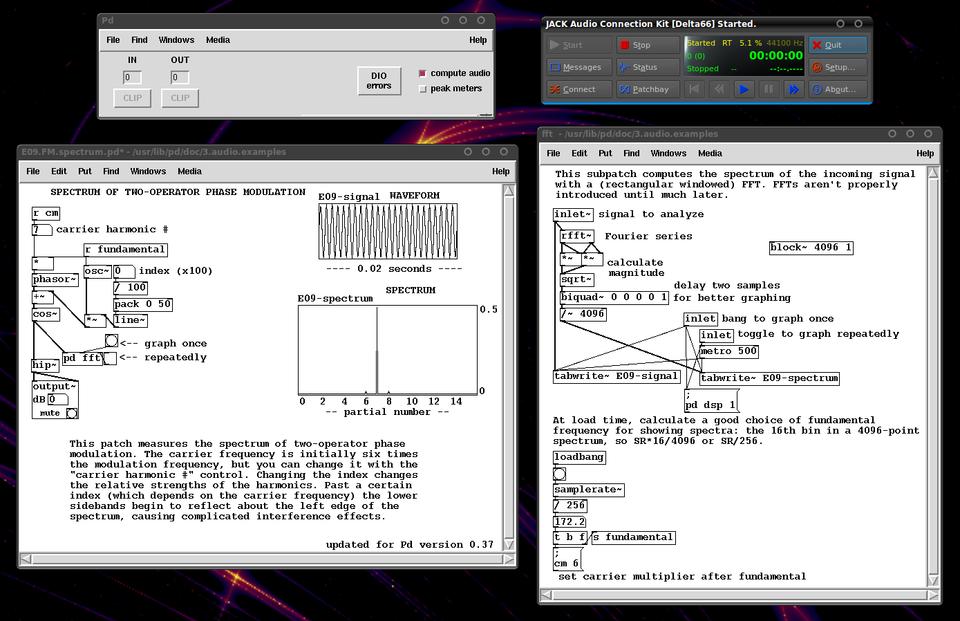 Pd
File Find Windows Media Help
IN OUT
0 0
CLIP CLIP
DIO
errors
compute audio
peak meters
JACK Audio Connection Kit [Delta66] Started.
Start Stop
Started RT 5.1 % 44100 Hz
0 (0) 00:00:00
Stopped -- --:--.----
Quit
Messages Status Setup...
Connect Patchbay About...
E09.FM.spectrum.pd* - /usr/lib/pd/doc/3.audio.examples
File Edit Put Find Windows Media Help
SPECTRUM OF TWO-OPERATOR PHASE MODULATION
r cm
7 carrier harmonic #
r fundamental
*
osc~ 0 index (x100)
phasor~
/ 100
+~
pack 0 50
cos~
*~ line~
<-- graph once
pd fft <-- repeatedly
hip~
output~
dB 0
mute
E09-signal WAVEFORM
---- 0.02 seconds ----
SPECTRUM
E09-spectrum
0.5
0
0 2 4 6 8 10 12 14
-- partial number --
This patch measures the spectrum of two-operator phase
modulation. The carrier frequency is initially six times
the modulation frequency, but you can change it with the
"carrier harmonic #" control. Changing the index changes
the relative strengths of the harmonics. Past a certain
index (which depends on the carrier frequency) the lower
sidebands begin to reflect about the left edge of the
spectrum, causing complicated interference effects.
updated for Pd version 0.37
fft - /usr/lib/pd/doc/3.audio.examples
File Edit Put Find Windows Media Help
This subpatch computes the spectrum of the incoming signal
with a (rectangular windowed) FFT. FFTs aren't properly
introduced until much later.
inlet~ signal to analyze
rfft~ Fourier series
block~ 4096 1
*~ *~ calculate
magnitude
sqrt~
delay two samples
biquad~ 0 0 0 0 1 for better graphing
/~ 4096
inlet bang to graph once
inlet toggle to graph repeatedly
metro 500
tabwrite~ E09-signal
tabwrite~ E09-spectrum
;
pd dsp 1
At load time, calculate a good choice of fundamental
frequency for showing spectra: the 16th bin in a 4096-point
spectrum, so SR*16/4096 or SR/256.
loadbang
samplerate~
/ 256
172.2
t b f s fundamental
;
cm 6
set carrier multiplier after fundamental